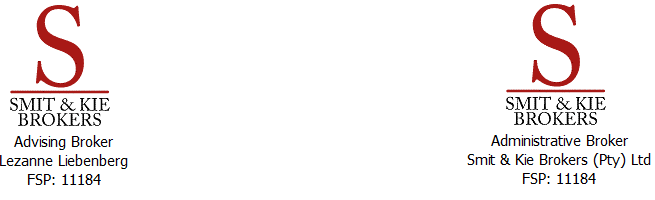 S
SMIT & KIE
BROKERS
Advising Broker
Lezanne Liebenberg
FSP: 11184
S
SMIT & KIE
BROKERS
Administrative Broker
Smit & Kie Brokers (Pty) Ltd
FSP: 11184